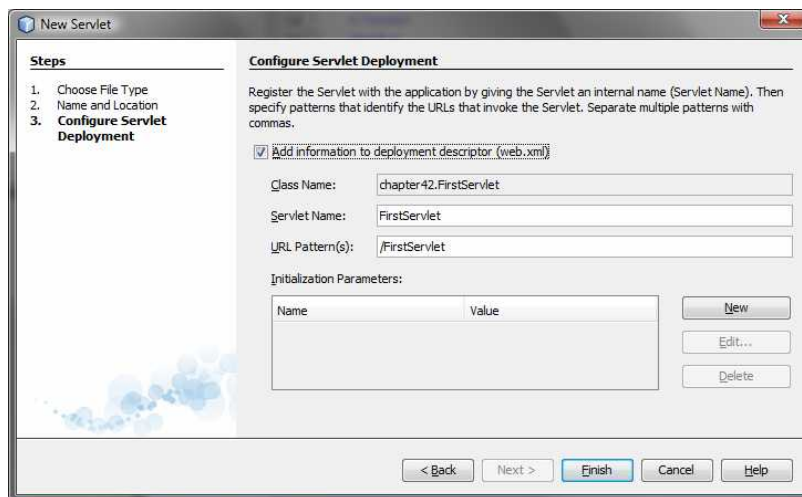 New Servlet
Steps
1. Choose File Type
2. Name and Location
3. Configure Servlet
Deployment
Configure Servlet Deployment
Register the Servlet with the application by giving the Servlet an internal name (Servlet Name). Then
specify patterns that identify the URLs that invoke the Servlet. Separate multiple patterns with
commas.
Add information to deployment descriptor (web.xml)
Class Name: chapter42.FirstServlet
Servlet Name: FirstServlet
URL Pattern(s): /FirstServlet
Initialization Parameters:
Name Value
New
Edit...
Delete
< Back Next > Finish Cancel Help